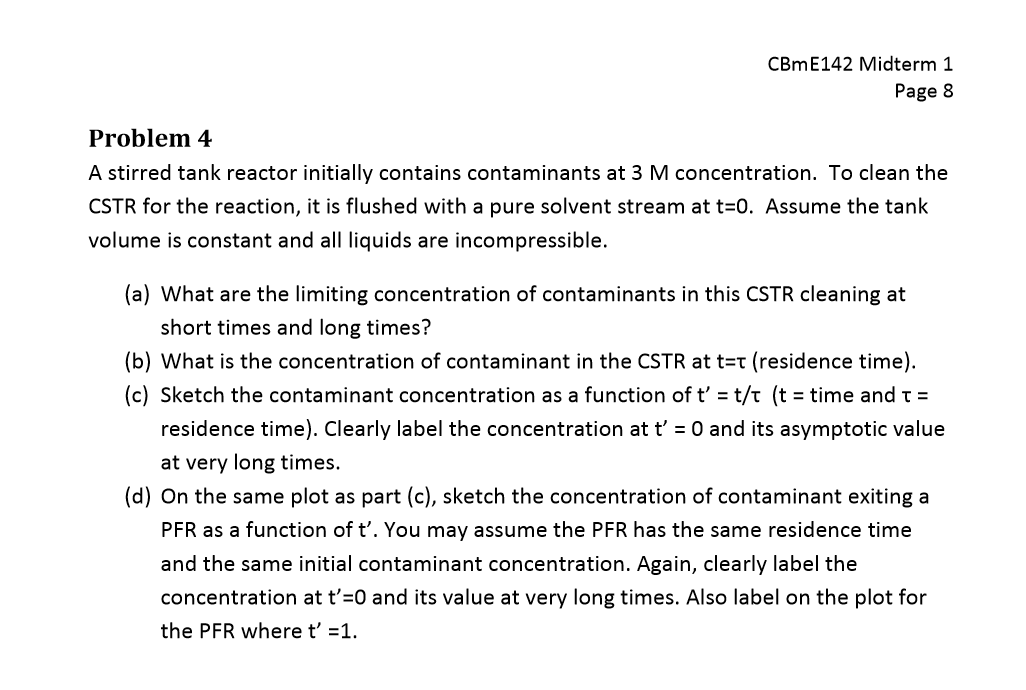 CBmE142 Midterm 1
Page 8
Problem 4
A stirred tank reactor initially contains contaminants at 3 M concentration.  To clean the
CSTR for the reaction, it is flushed with a pure solvent stream at t=0.  Assume the tank
volume is constant and all liquids are incompressible.
(a) What are the limiting concentration of contaminants in this CSTR cleaning at
short times and long times?
(b) What is the concentration of contaminant in the CSTR at t=τ (residence time).
(c) Sketch the contaminant concentration as a function of t’ = t/τ  (t = time and τ =
residence time). Clearly label the concentration at t’ = 0 and its asymptotic value
at very long times.
(d) On the same plot as part (c), sketch the concentration of contaminant exiting a
PFR as a function of t’. You may assume the PFR has the same residence time
and the same initial contaminant concentration. Again, clearly label the
concentration at t’=0 and its value at very long times. Also label on the plot for
the PFR where t’ =1.